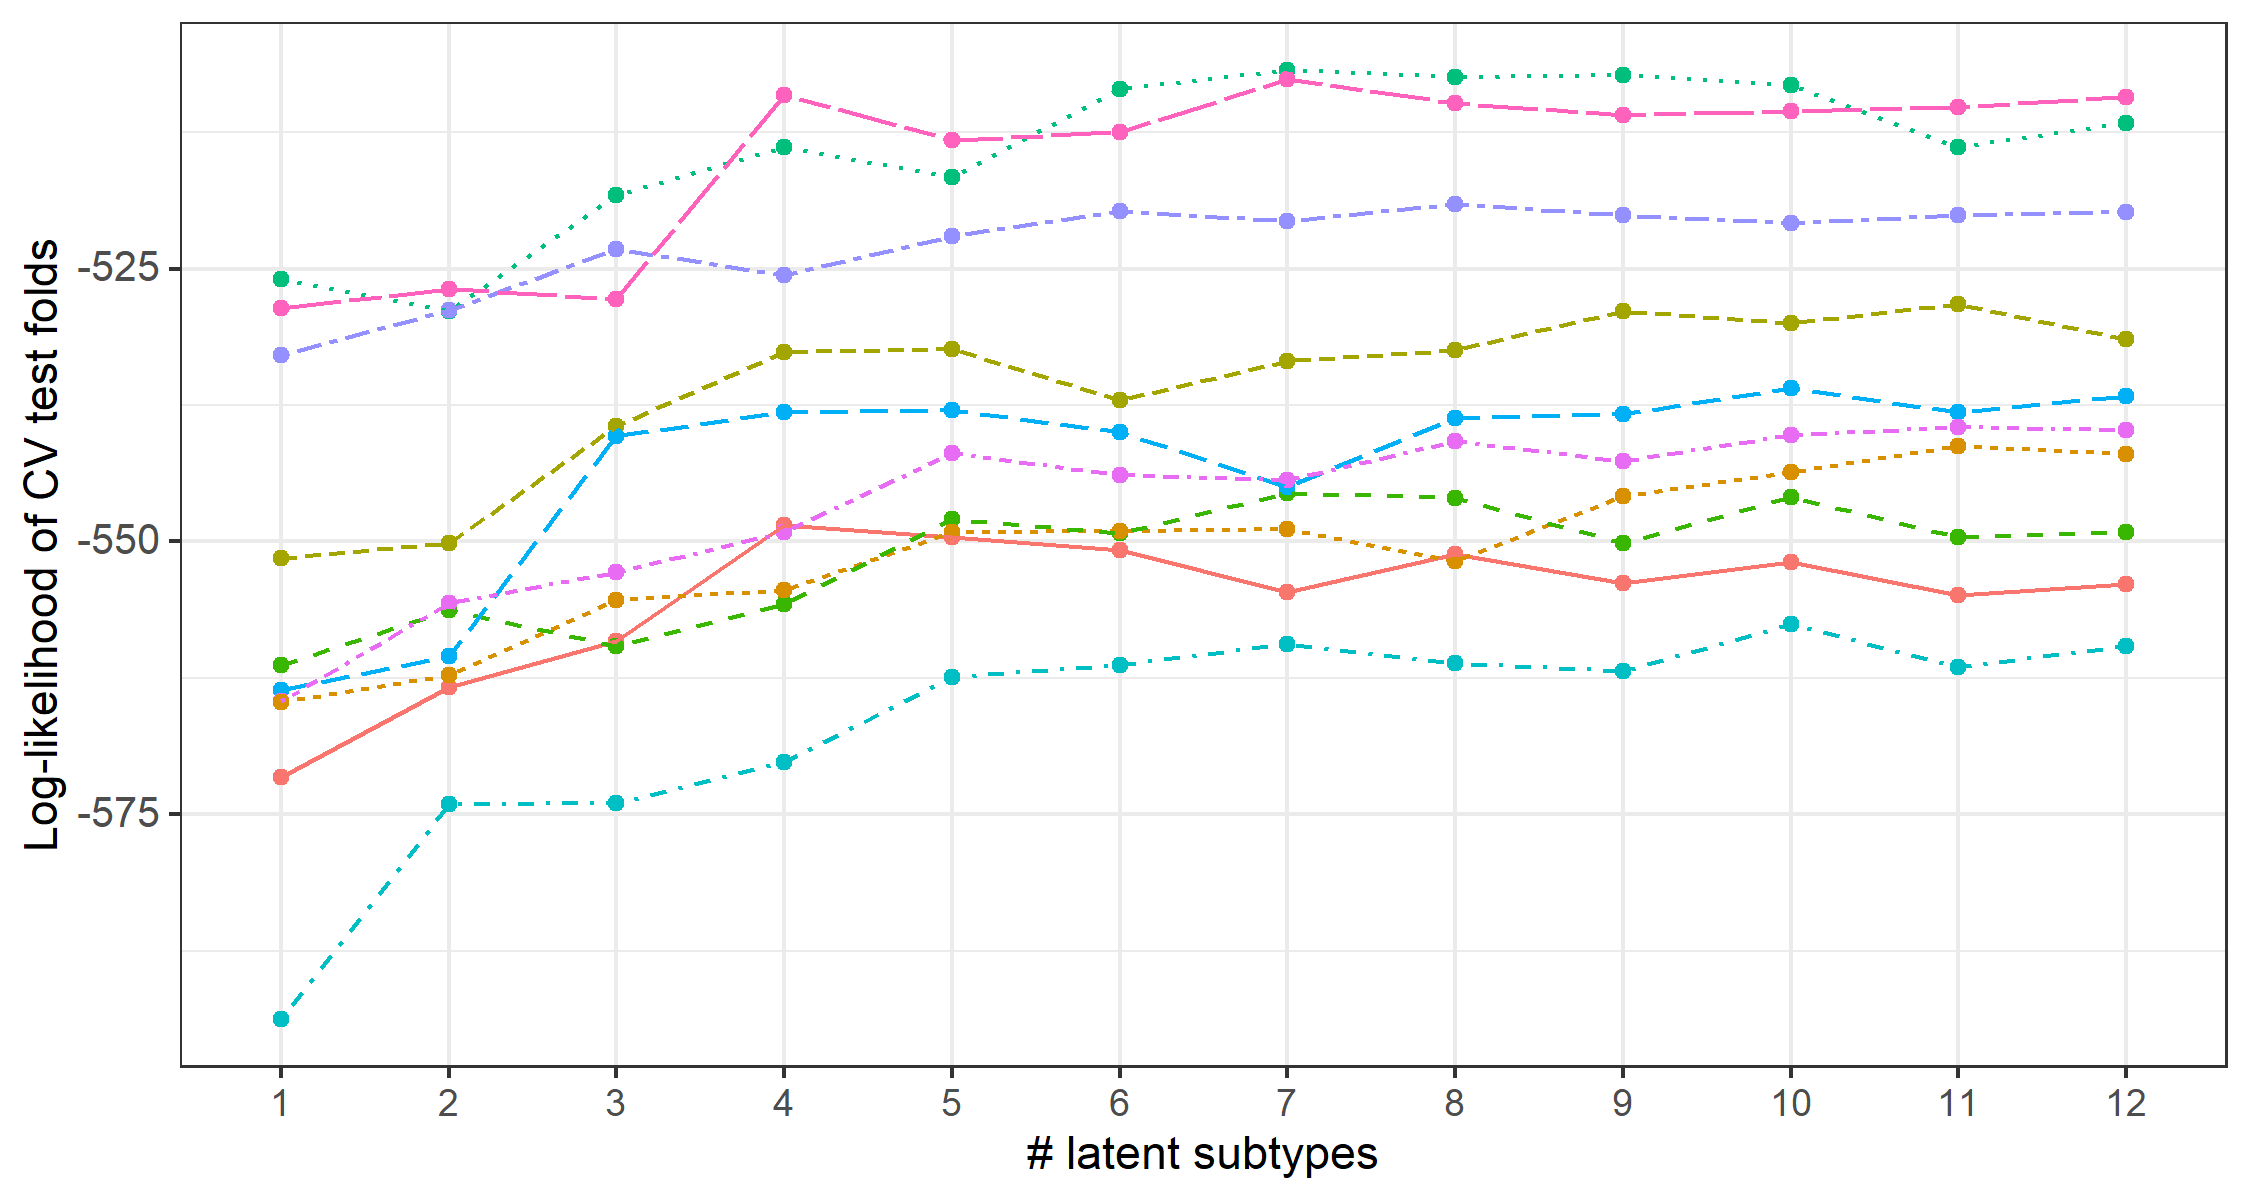 Log-likelihood of CV test folds
-525
-550
-575
1 2 3 4 5 6 7 8 9 10 11 12
# latent subtypes